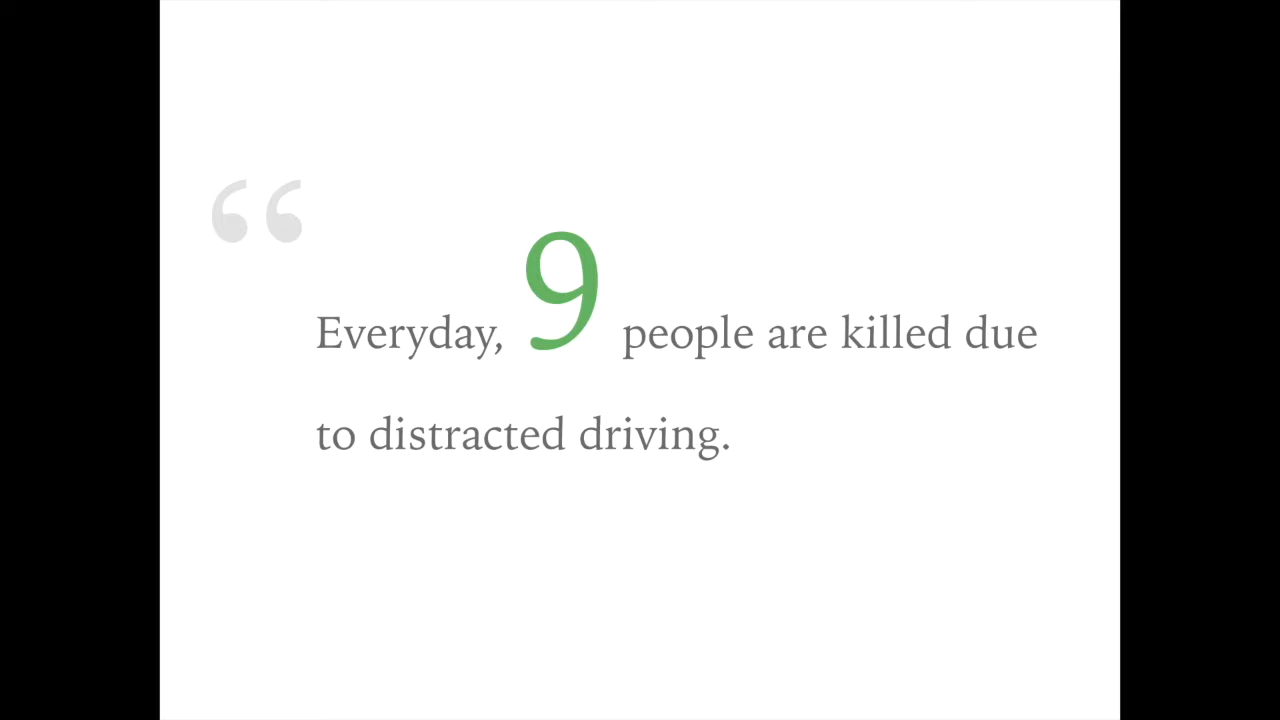 “
Everyday, 9 people are killed due
to distracted driving.